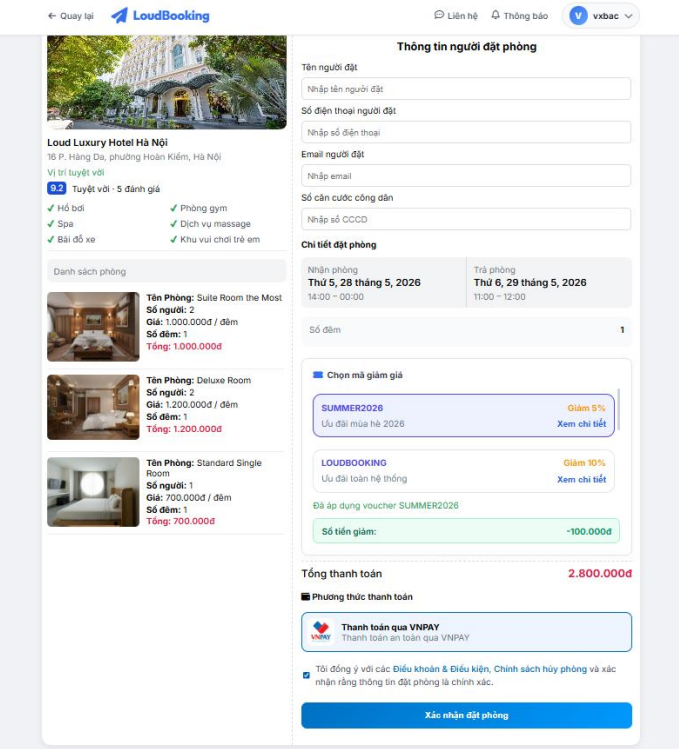 Quay lại
LoudBooking
Liên hệ
Thông báo
V
vxbac
Loud Luxury Hotel Hà Nội
16 P. Hàng Da, phường Hoàn Kiếm, Hà Nội
Vị trí tuyệt vời
9.2 Tuyệt vời · 5 đánh giá
Hồ bơi
Phòng gym
Spa
Dịch vụ massage
Bãi đỗ xe
Khu vui chơi trẻ em
Danh sách phòng
Tên Phòng: Suite Room the Most
Số người: 2
Giá: 1.000.000đ / đêm
Số đêm: 1
Tổng: 1.000.000đ
Tên Phòng: Deluxe Room
Số người: 2
Giá: 1.200.000đ / đêm
Số đêm: 1
Tổng: 1.200.000đ
Tên Phòng: Standard Single
Room
Số người: 1
Giá: 700.000đ / đêm
Số đêm: 1
Tổng: 700.000đ
Thông tin người đặt phòng
Tên người đặt
Nhập tên người đặt
Số điện thoại người đặt
Nhập số điện thoại
Email người đặt
Nhập email
Số căn cước công dân
Nhập số CCCD
Chi tiết đặt phòng
Nhận phòng
Thứ 5, 28 tháng 5, 2026
14:00 – 00:00
Trả phòng
Thứ 6, 29 tháng 5, 2026
11:00 – 12:00
Số đêm
1
Chọn mã giảm giá
SUMMER2026
Giảm 5%
Ưu đãi mùa hè 2026
Xem chi tiết
LOUDBOOKING
Giảm 10%
Ưu đãi toàn hệ thống
Xem chi tiết
Đã áp dụng voucher SUMMER2026
Số tiền giảm:
-100.000đ
Tổng thanh toán
2.800.000đ
Phương thức thanh toán
VNPAY
Thanh toán qua VNPAY
Thanh toán an toàn qua VNPAY
Tôi đồng ý với các Điều khoản & Điều kiện, Chính sách hủy phòng và xác
nhận rằng thông tin đặt phòng là chính xác.
Xác nhận đặt phòng